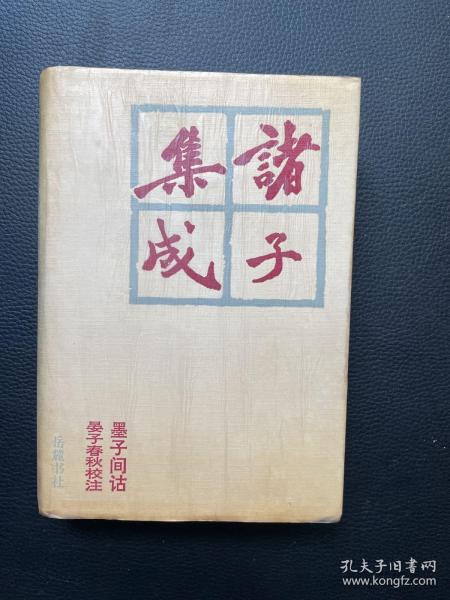 諸子
集成
墨子间诂
晏子春秋校注
岳麓书社
孔夫子旧书网
www.kongfz.com